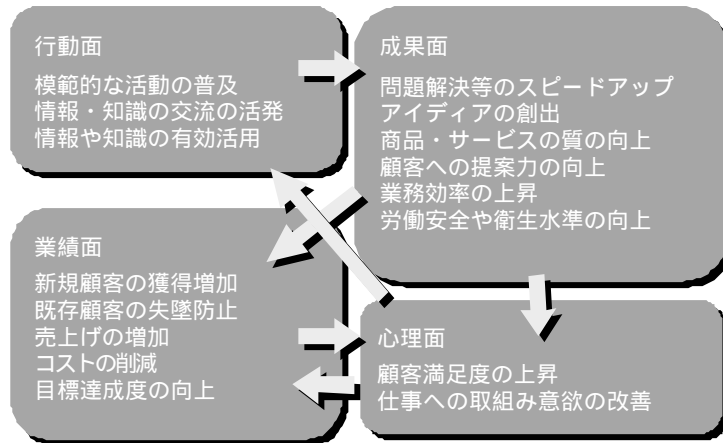 行動面
模範的な活動の普及
情報・知識の交流の活発
情報や知識の有効活用
成果面
問題解決等のスピードアップ
アイディアの創出
商品・サービスの質の向上
顧客への提案力の向上
業務効率の上昇
労働安全や衛生水準の向上
業績面
新規顧客の獲得増加
既存顧客の失墜防止
売上げの増加
コストの削減
目標達成度の向上
心理面
顧客満足度の上昇
仕事への取組み意欲の改善